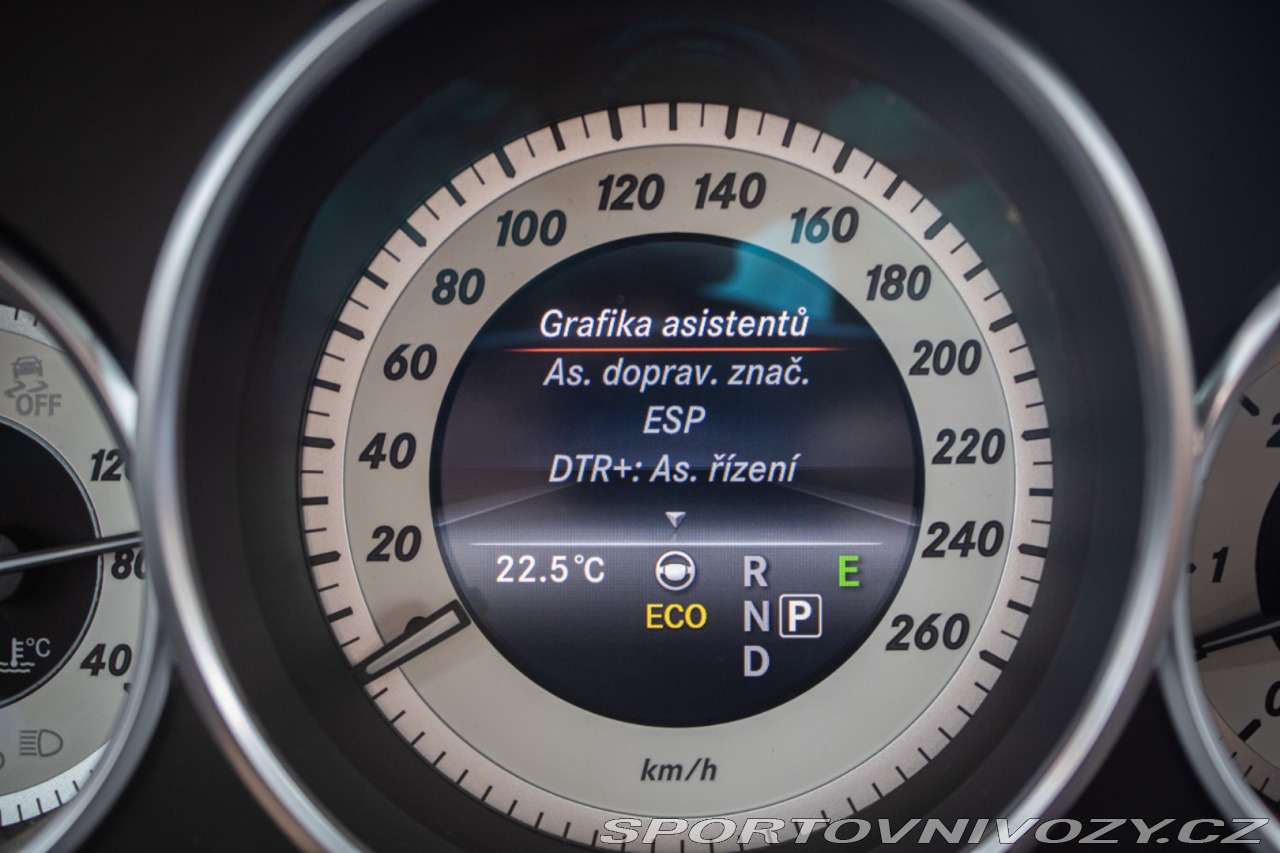 OFF
120
80
°C
40
20
40
60
80
100
120
140
160
180
200
220
240
260
Grafika asistentů
As. doprav. znač.
ESP
DTR+: As. řízení
22.5°C
ECO
R
N P
D
E
km/h
1
SPORTOVNIVOZY.CZ